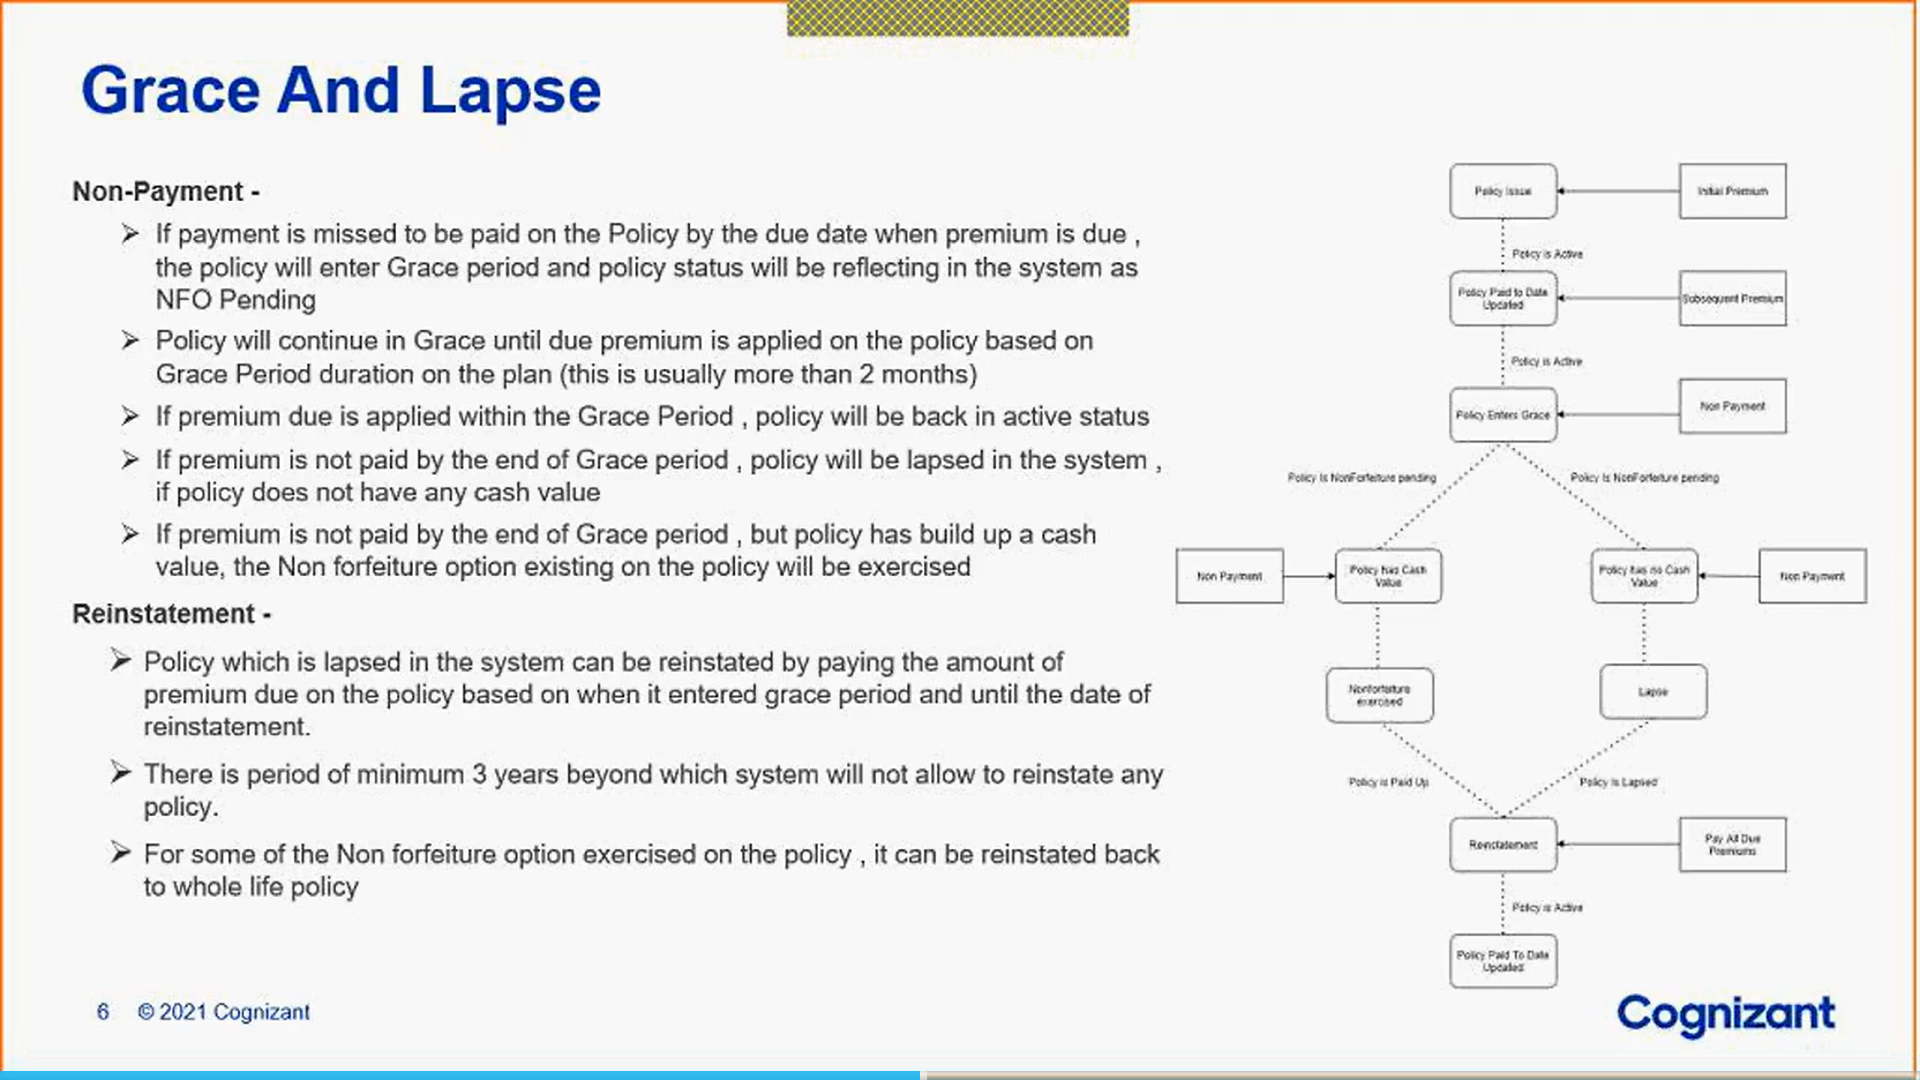 Grace And Lapse
Non-Payment -
If payment is missed to be paid on the Policy by the due date when premium is due ,
the policy will enter Grace period and policy status will be reflecting in the system as
NFO Pending
Policy will continue in Grace until due premium is applied on the policy based on
Grace Period duration on the plan (this is usually more than 2 months)
If premium due is applied within the Grace Period , policy will be back in active status
If premium is not paid by the end of Grace period , policy will be lapsed in the system ,
if policy does not have any cash value
If premium is not paid by the end of Grace period , but policy has build up a cash
value, the Non forfeiture option existing on the policy will be exercised
Reinstatement -
Policy which is lapsed in the system can be reinstated by paying the amount of
premium due on the policy based on when it entered grace period and until the date of
reinstatement.
There is period of minimum 3 years beyond which system will not allow to reinstate any
policy.
For some of the Non forfeiture option exercised on the policy , it can be reinstated back
to whole life policy
Policy Issue
Initial Premium
Policy is Active
Policy Paid to Date
Updated
Subsequent Premium
Policy is Active
Policy Enters Grace
Non Payment
Policy is NonForfeiture pending
Policy is NonForfeiture pending
Non Payment
Policy has Cash
Value
Policy has no Cash
Value
Non Payment
Nonforfeiture
exercised
Lapse
Policy is Paid Up
Policy is Lapsed
Reinstatement
Pay All Due
Premiums
Policy is Active
Policy Paid To Date
Updated
6 © 2021 Cognizant
Cognizant